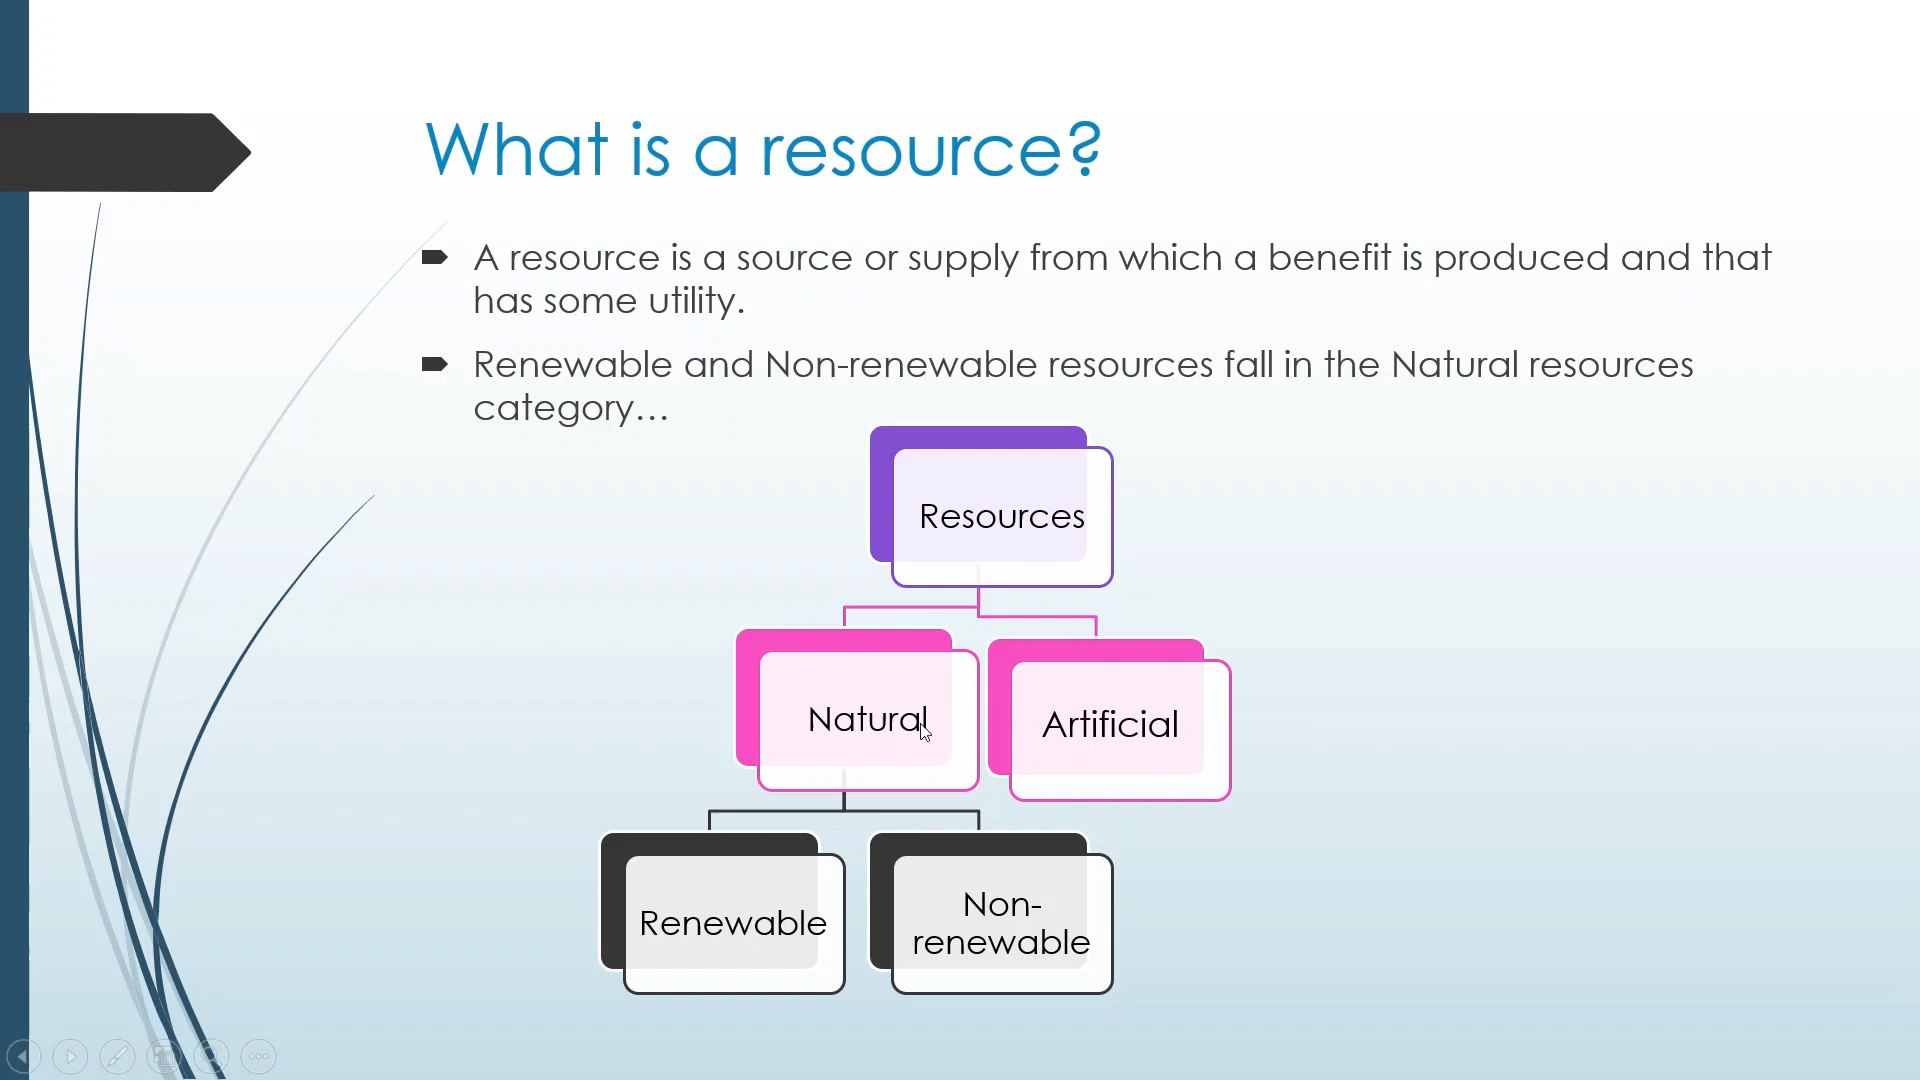 What is a resource?
A resource is a source or supply from which a benefit is produced and that
has some utility.
Renewable and Non-renewable resources fall in the Natural resources
category…
Resources
Natural
Artificial
Renewable
Non-
renewable